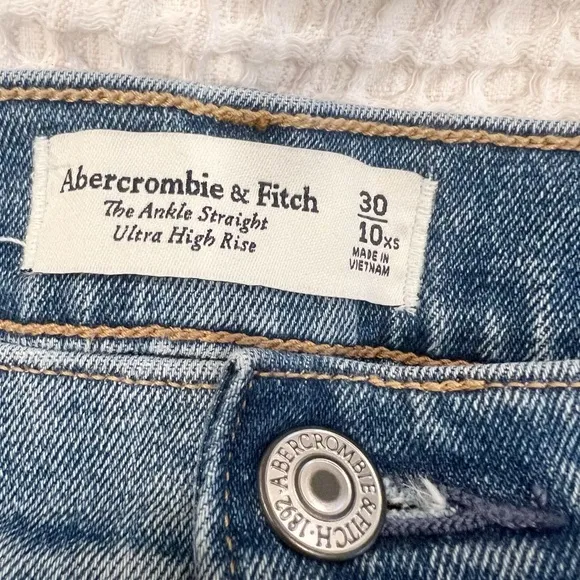 Abercrombie & Fitch
The Ankle Straight
Ultra High Rise
30
10XS
MADE IN
VIETNAM
ABERCROMBIE & FITCH · 1892 ·